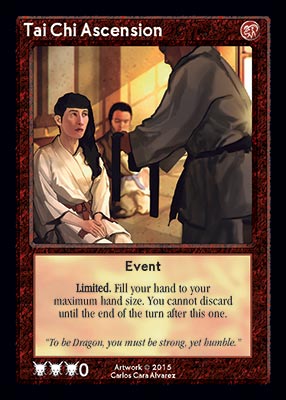 Tai Chi Ascension
Event
Limited. Fill your hand to your
maximum hand size. You cannot discard
until the end of the turn after this one.
"To be Dragon, you must be strong, yet humble."
Artwork © 2015
Carlos Cara Alvarez
0